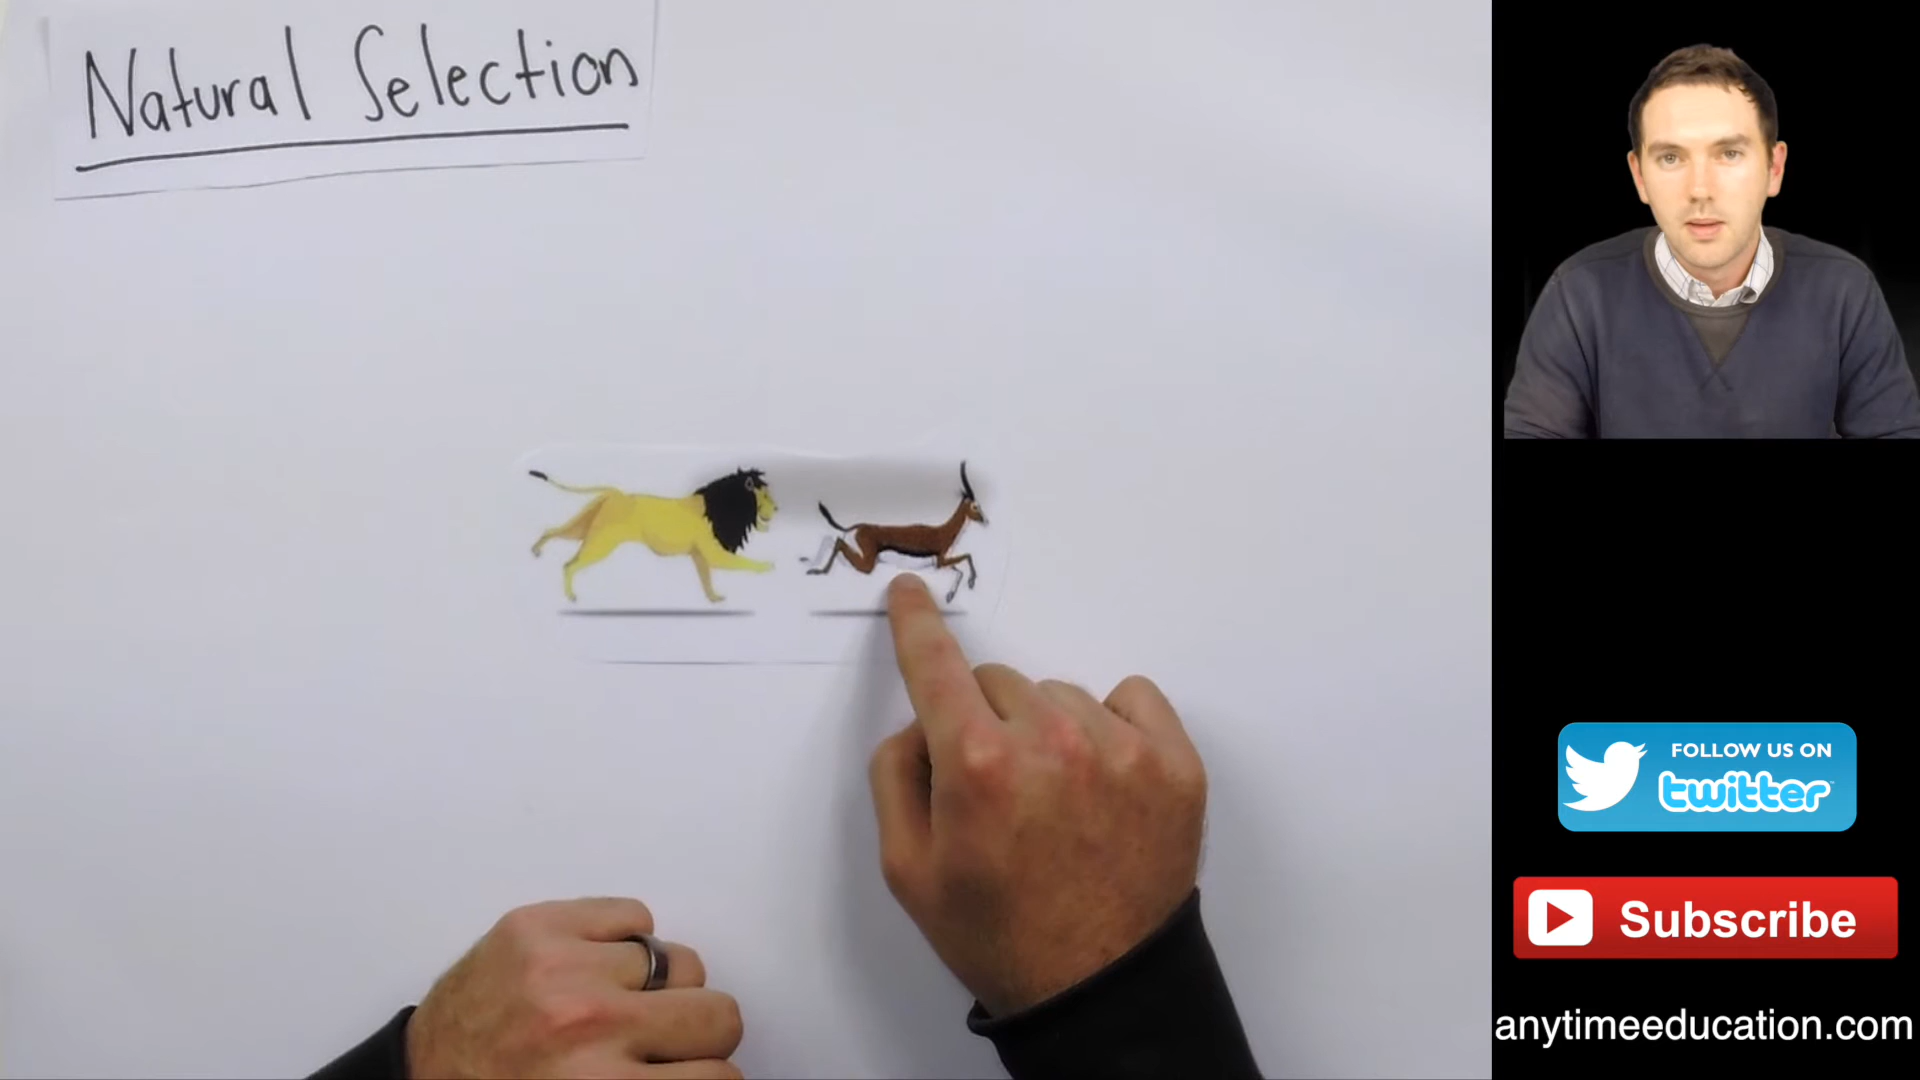 Natural Selection
FOLLOW US ON
twitter
Subscribe
anytimeeducation.com